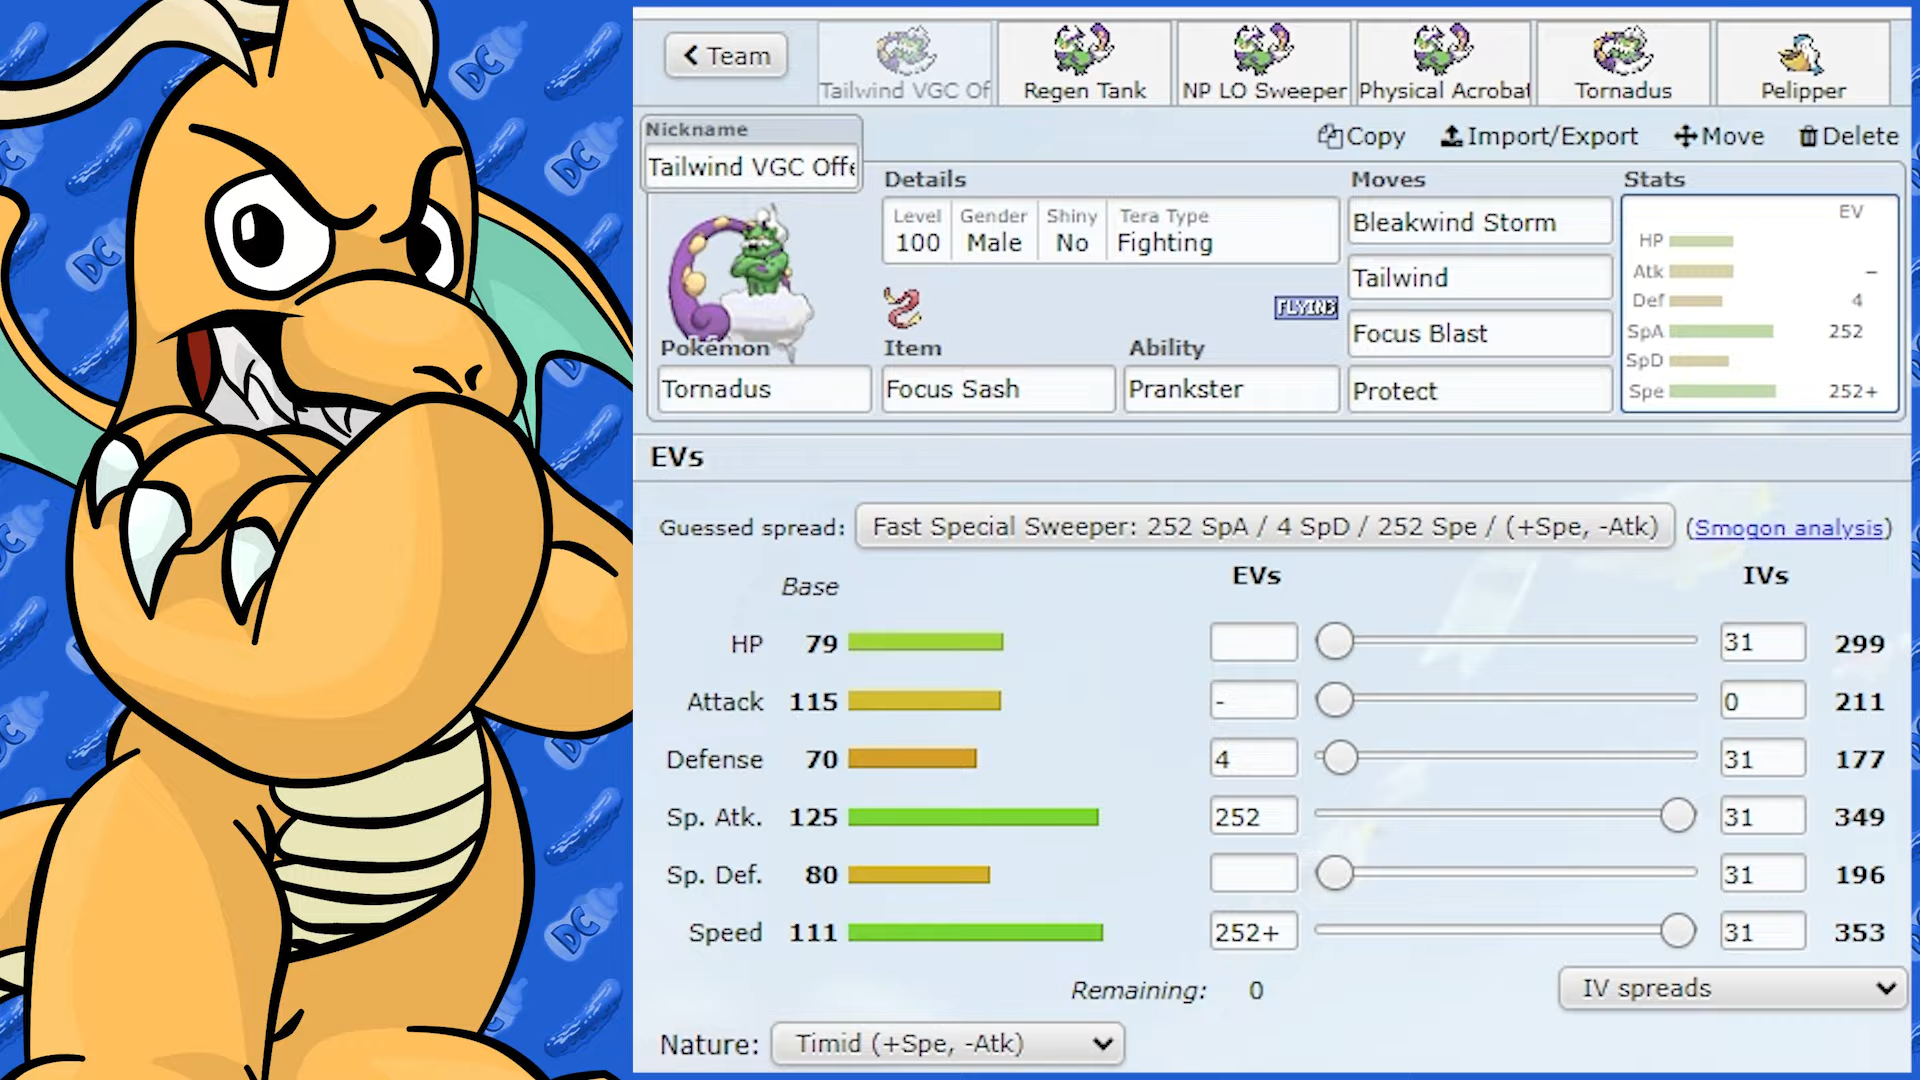 Team
Tailwind VGC Of
Regen Tank
NP LO Sweeper
Physical Acrobat
Tornadus
Pelipper
Nickname
Tailwind VGC Offe
Copy
Import/Export
Move
Delete
Details
Level
100
Gender
Male
Shiny
No
Tera Type
Fighting
FLYING
Pokémon
Tornadus
Item
Focus Sash
Ability
Prankster
Moves
Bleakwind Storm
Tailwind
Focus Blast
Protect
Stats
EV
HP
Atk –
Def 4
SpA 252
SpD
Spe 252+
EVs
Guessed spread: Fast Special Sweeper: 252 SpA / 4 SpD / 252 Spe / (+Spe, -Atk) (Smogon analysis)
Base EVs IVs
HP 79 31 299
Attack 115 - 0 211
Defense 70 4 31 177
Sp. Atk. 125 252 31 349
Sp. Def. 80 31 196
Speed 111 252+ 31 353
Remaining: 0
IV spreads
Nature: Timid (+Spe, -Atk)
DC
DC
DC
DC
DC
DC